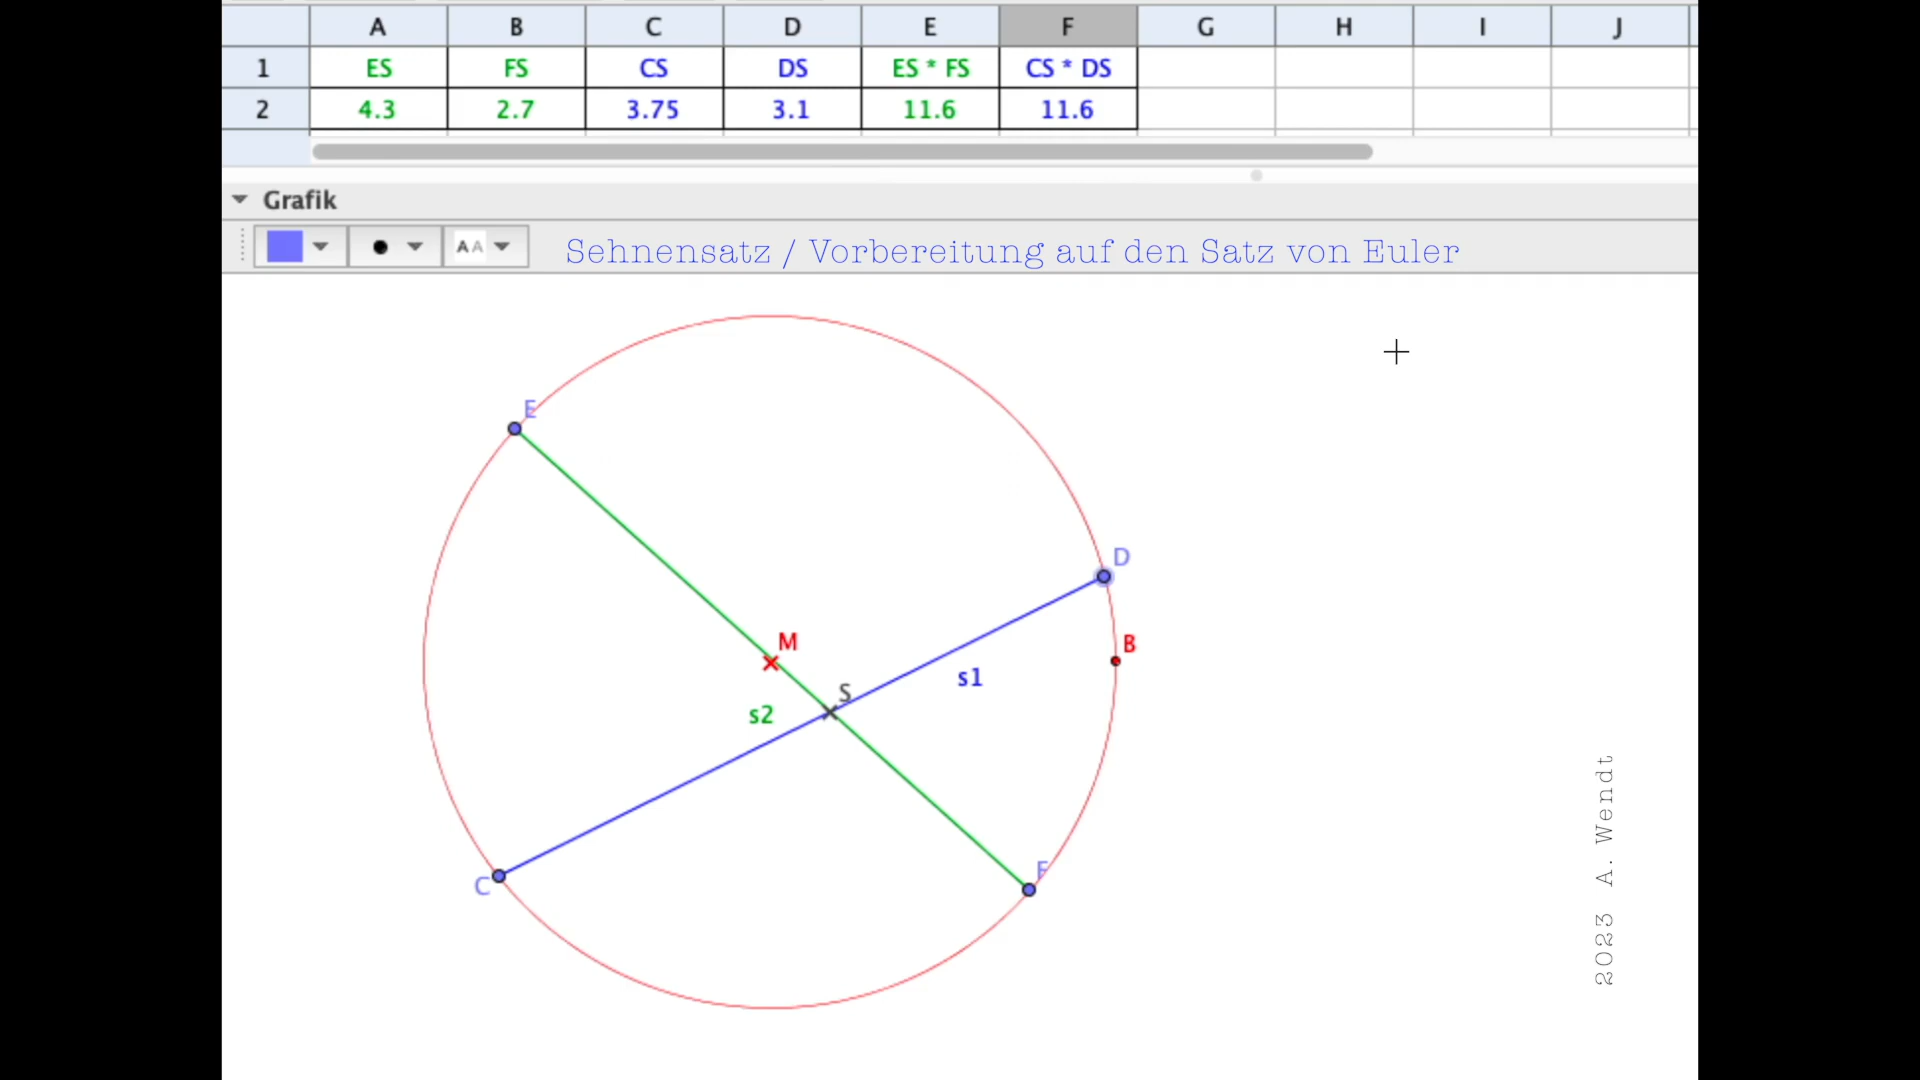 A B C D E F G H I J
1 ES FS CS DS ES * FS CS * DS
2 4.3 2.7 3.75 3.1 11.6 11.6
Grafik
A A Sehnensatz / Vorbereitung auf den Satz von Euler
E
D
M
B
S
s1
s2
F
C
2023 A. Wendt